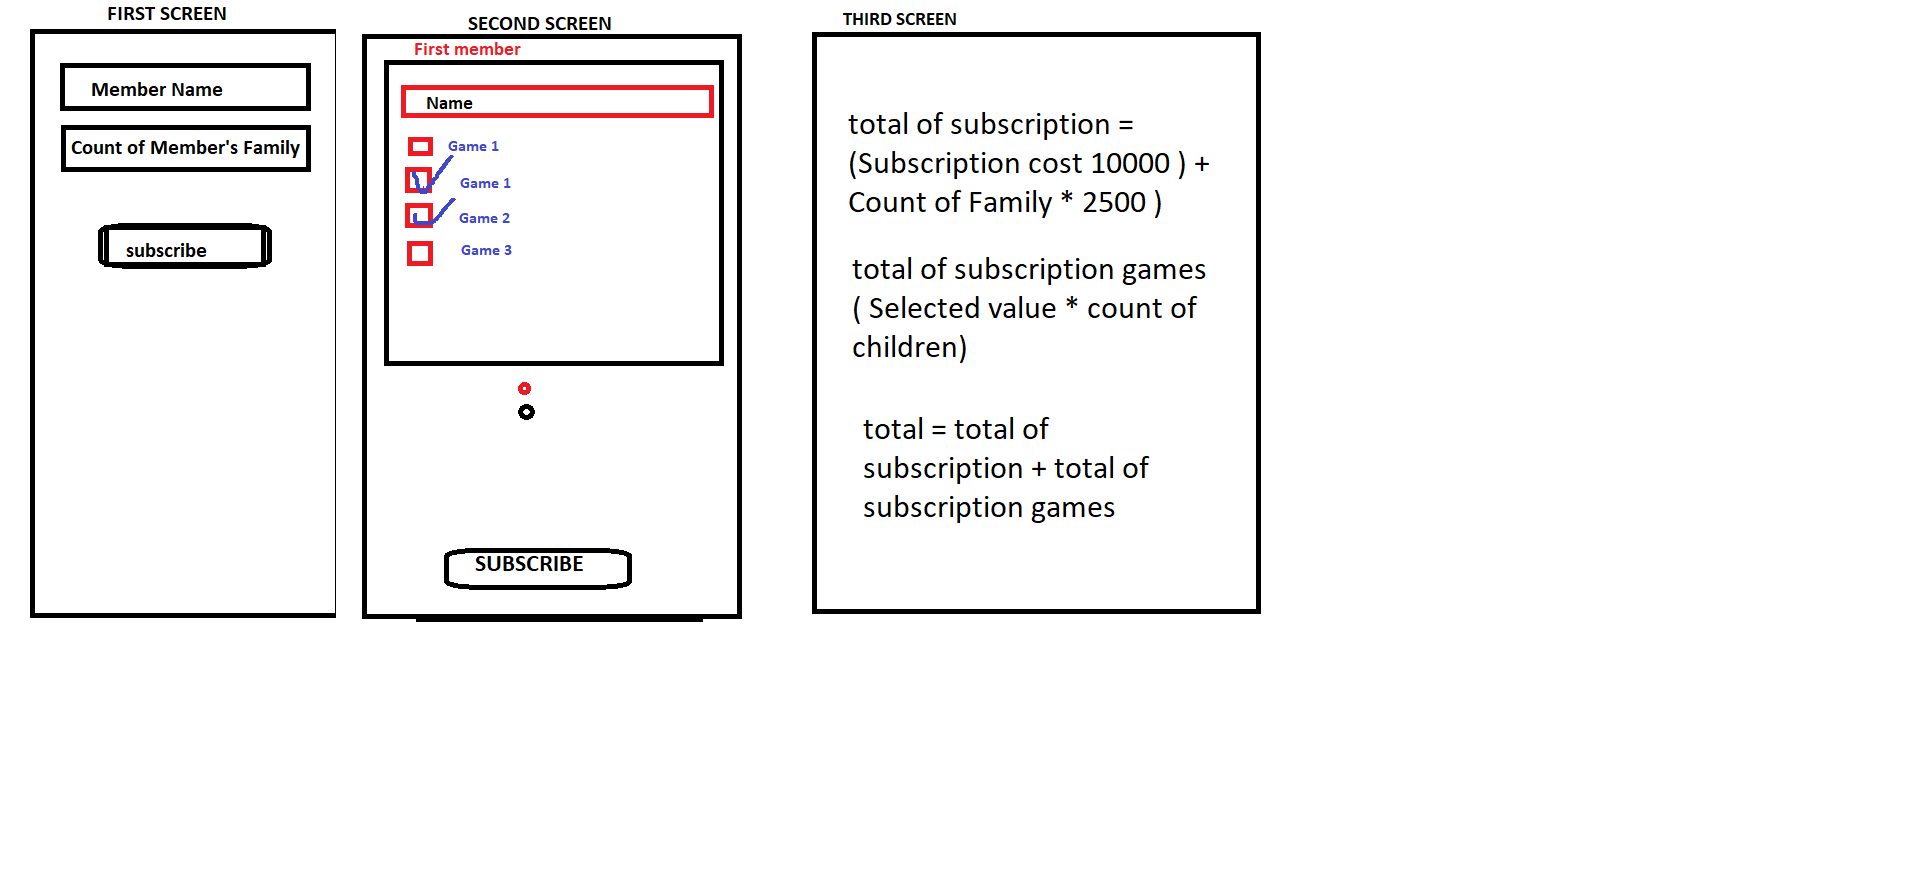 FIRST SCREEN
Member Name
Count of Member's Family
subscribe
SECOND SCREEN
First member
Name
Game 1
Game 1
Game 2
Game 3
SUBSCRIBE
THIRD SCREEN
total of subscription =
(Subscription cost 10000 ) +
Count of Family * 2500 )
total of subscription games
( Selected value * count of
children)
total = total of
subscription + total of
subscription games